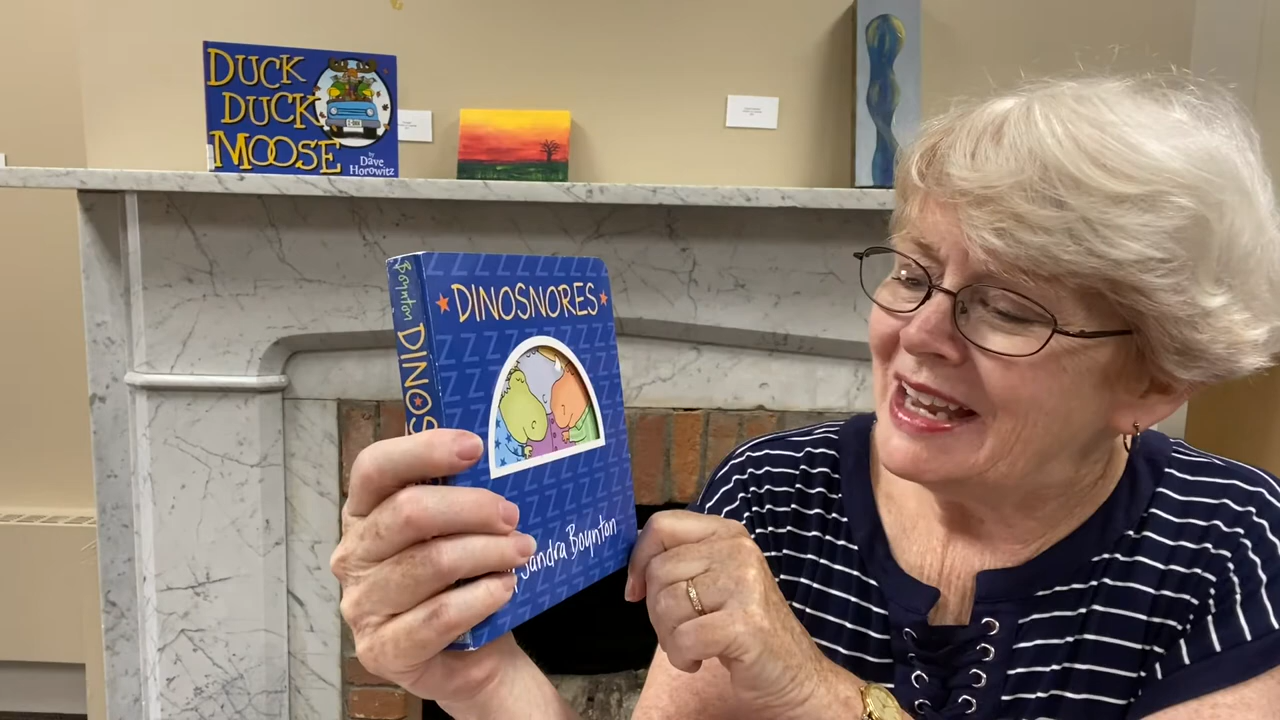 DUCK
DUCK
MOOSE
by
Dave
Horowitz
Boynton DINOS
DINOSNORES
Sandra Boynton